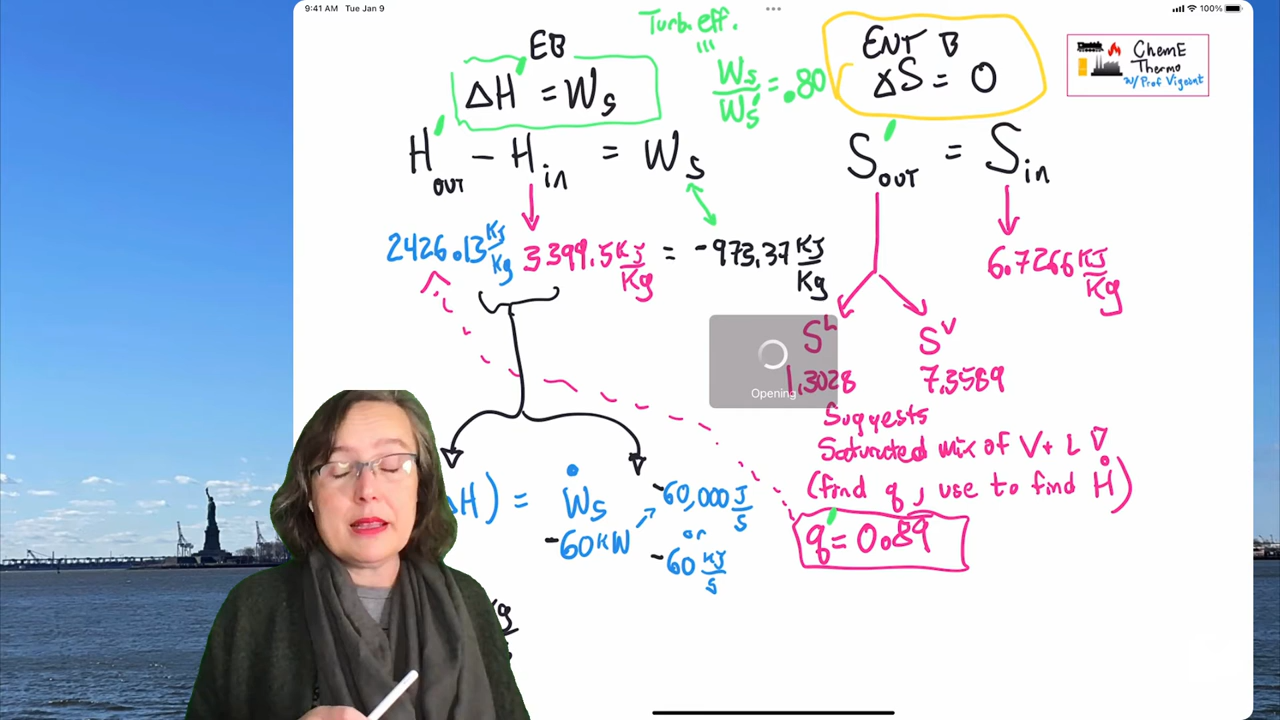 9:41 AM Tue Jan 9
100%
Turb. eff.
EB
ΔH' = Ws
Ws
Ws' = .80
ENT B
ΔS = 0
ChemE
Thermo
w/ Prof Vigeant
H'OUT - Hin = Ws
S'OUT = Sin
2426.13 KJ/Kg 3399.5 KJ/Kg = -973.37 KJ/Kg
6.7266 KJ/Kg
S^L S^V
1.3028 7.3589
Opening
Suggests
Saturated mix of V + L ∇
(find q, use to find H)
H) = Ws
-60,000 J/s
-60 kW
or
-60 KJ/s
q' = 0.89